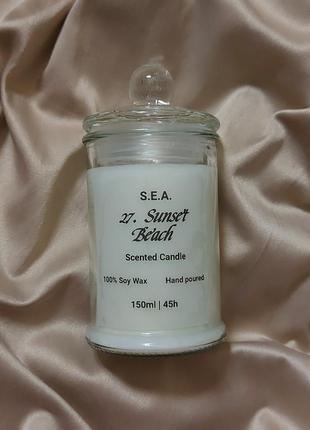 S.E.A.
27. Sunset
Beach
Scented Candle
100% Soy Wax Hand poured
150ml | 45h